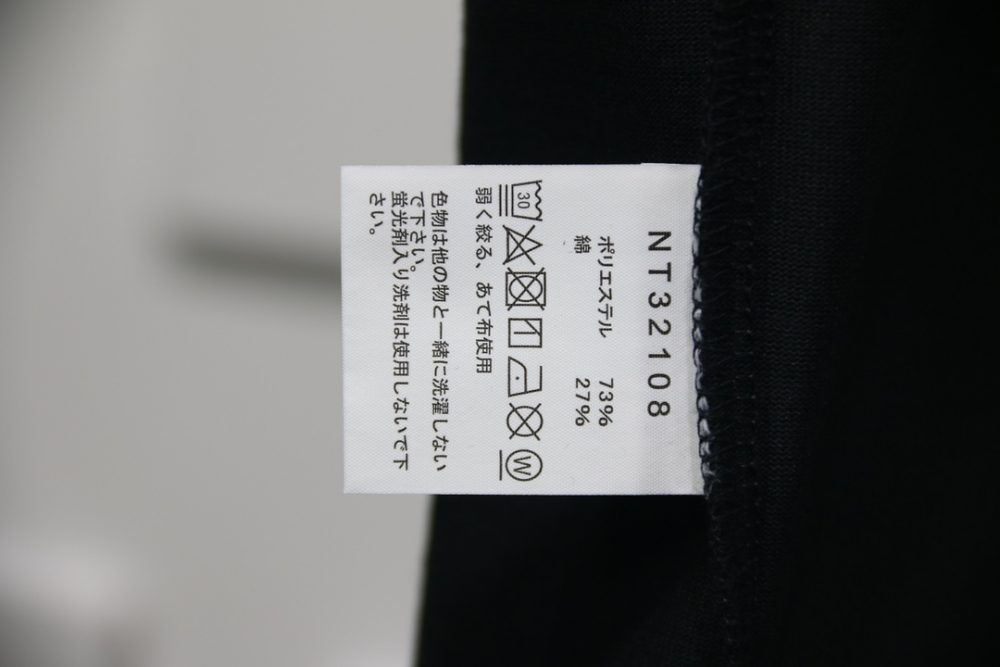 NT32108
ポリエステル 73%
綿 27%
30
W
弱く絞る、あて布使用
色物は他の物と一緒に洗濯しない
で下さい。
蛍光剤入り洗剤は使用しないで下
さい。